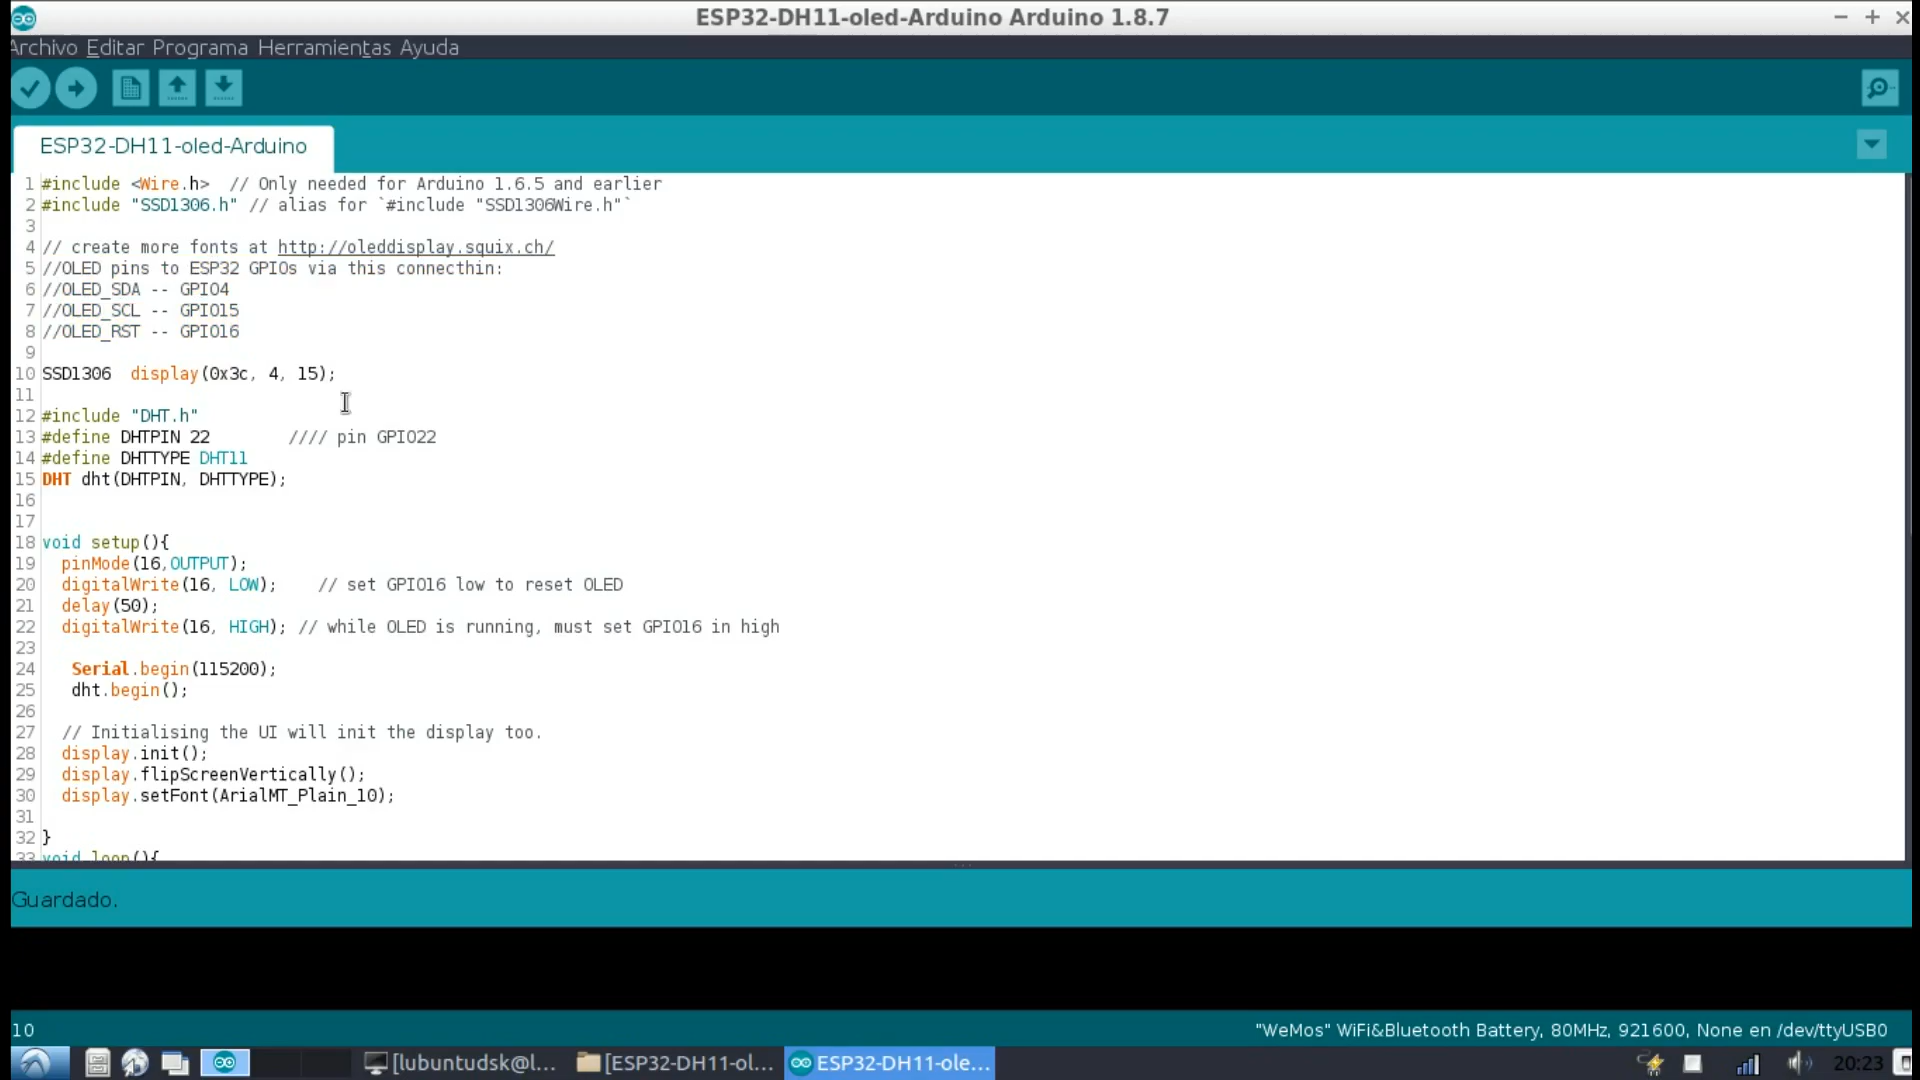 ESP32-DH11-oled-Arduino Arduino 1.8.7
Archivo Editar Programa Herramientas Ayuda
ESP32-DH11-oled-Arduino
1 #include <Wire.h>  // Only needed for Arduino 1.6.5 and earlier
2 #include "SSD1306.h" // alias for `#include "SSD1306Wire.h"`
3
4 // create more fonts at http://oleddisplay.squix.ch/
5 //OLED pins to ESP32 GPIOs via this connecthin:
6 //OLED_SDA -- GPIO4
7 //OLED_SCL -- GPIO15
8 //OLED_RST -- GPIO16
9
10 SSD1306  display(0x3c, 4, 15);
11
12 #include "DHT.h"
13 #define DHTPIN 22        //// pin GPIO22
14 #define DHTTYPE DHT11
15 DHT dht(DHTPIN, DHTTYPE);
16
17
18 void setup(){
19   pinMode(16,OUTPUT);
20   digitalWrite(16, LOW);    // set GPIO16 low to reset OLED
21   delay(50);
22   digitalWrite(16, HIGH); // while OLED is running, must set GPIO16 in high
23
24    Serial.begin(115200);
25    dht.begin();
26
27   // Initialising the UI will init the display too.
28   display.init();
29   display.flipScreenVertically();
30   display.setFont(ArialMT_Plain_10);
31
32 }
33 void loop(){
Guardado.
10 "WeMos" WiFi&Bluetooth Battery, 80MHz, 921600, None en /dev/ttyUSB0
[lubuntudsk@l... [ESP32-DH11-ol... ESP32-DH11-ole... 20:23